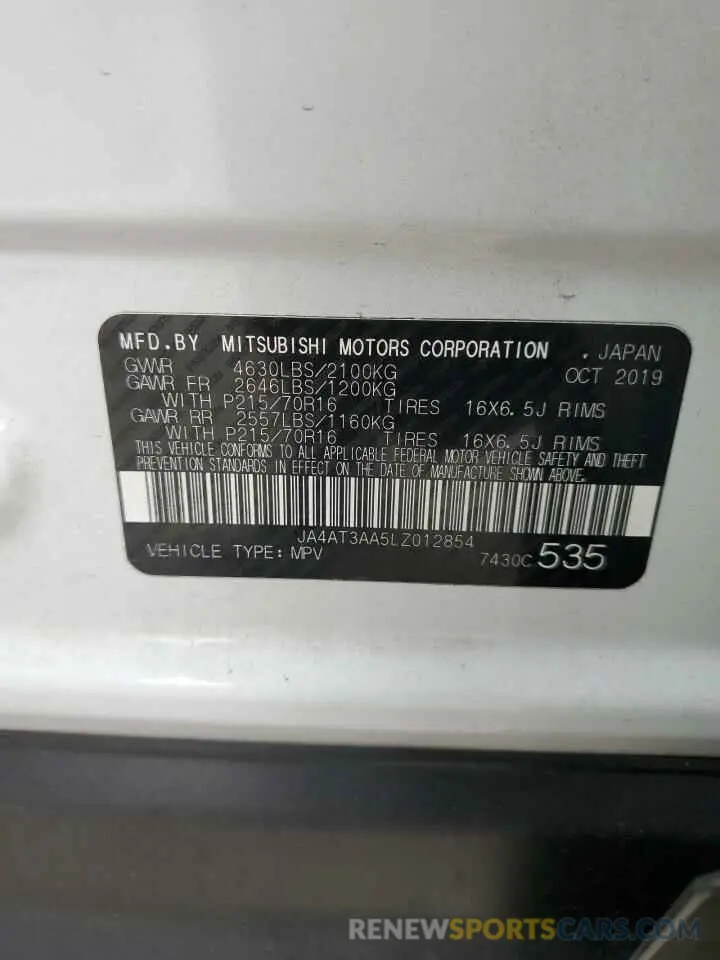 MFD.BY MITSUBISHI MOTORS CORPORATION . JAPAN
GVWR 4630LBS/2100KG OCT 2019
GAWR FR 2646LBS/1200KG
WITH P215/70R16 TIRES 16X6.5J RIMS
GAWR RR 2557LBS/1160KG
WITH P215/70R16 TIRES 16X6.5J RIMS
THIS VEHICLE CONFORMS TO ALL APPLICABLE FEDERAL MOTOR VEHICLE SAFETY AND THEFT
PREVENTION STANDARDS IN EFFECT ON THE DATE OF MANUFACTURE SHOWN ABOVE.
JA4AT3AA5LZ012854
VEHICLE TYPE:MPV 7430C 535
RENEWSPORTSCARS.COM